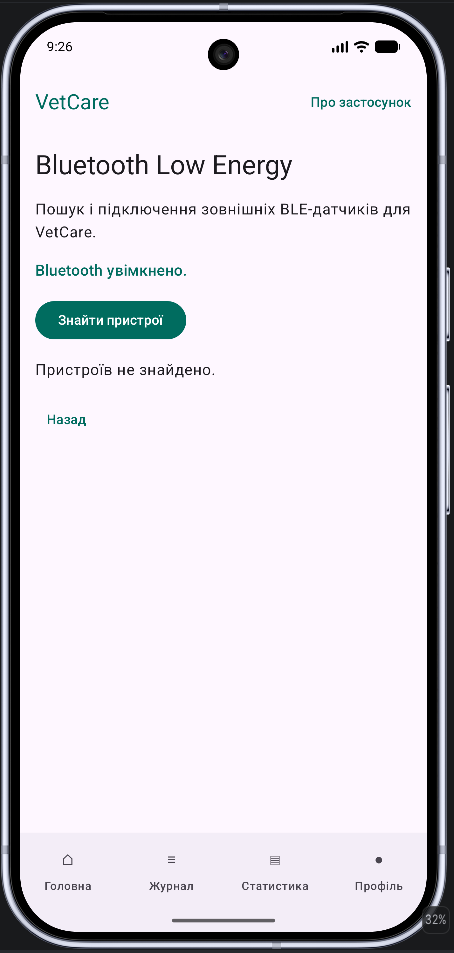 9:26
VetCare
Про застосунок
Bluetooth Low Energy
Пошук і підключення зовнішніх BLE-датчиків для
VetCare.
Bluetooth увімкнено.
Знайти пристрої
Пристроїв не знайдено.
Назад
Головна
Журнал
Статистика
Профіль
32%